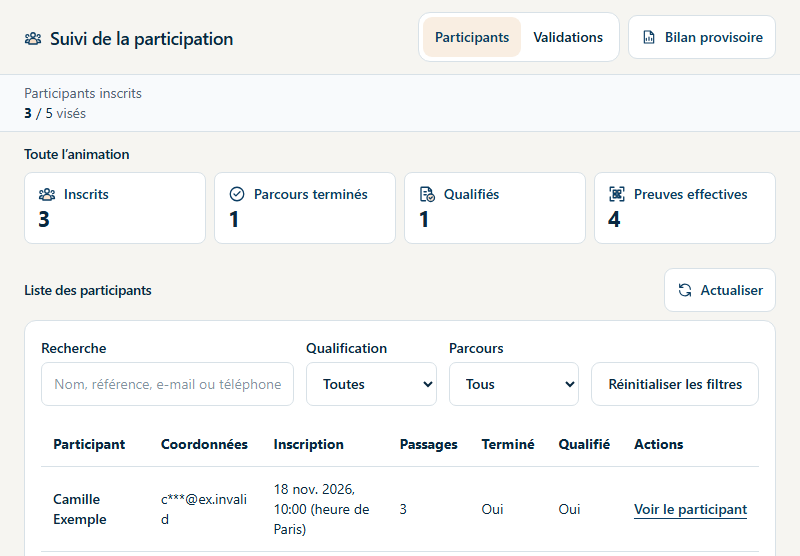 Suivi de la participation
Participants
Validations
Bilan provisoire
Participants inscrits
3 / 5 visés
Toute l’animation
Inscrits
3
Parcours terminés
1
Qualifiés
1
Preuves effectives
4
Liste des participants
Actualiser
Recherche
Nom, référence, e-mail ou téléphone
Qualification
Toutes
Parcours
Tous
Réinitialiser les filtres
Participant Coordonnées Inscription Passages Terminé Qualifié Actions
Camille
Exemple
c***@ex.invali
d
18 nov. 2026,
10:00 (heure de
Paris)
3
Oui
Oui
Voir le participant